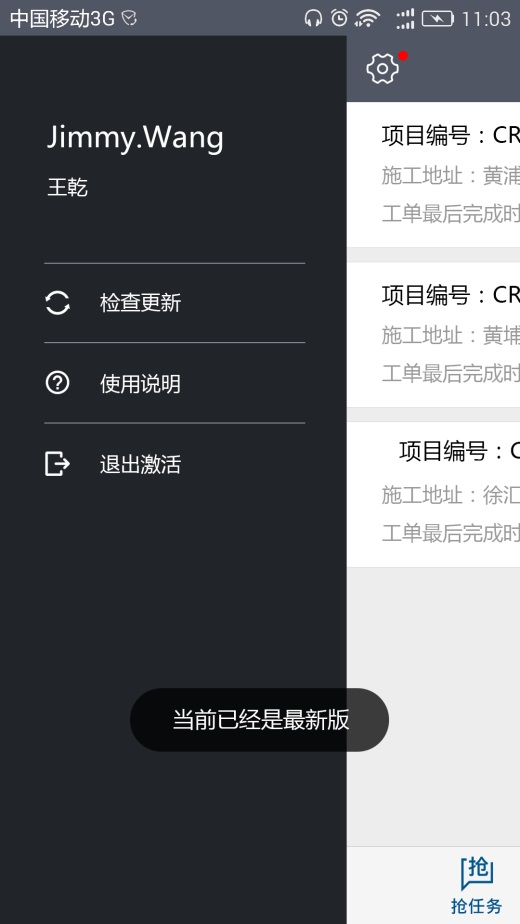 中国移动3G
11:03
Jimmy.Wang
王乾
检查更新
使用说明
退出激活
项目编号：CR
施工地址：黄浦
工单最后完成时
项目编号：CR
施工地址：黄埔
工单最后完成时
项目编号：C
施工地址：徐汇
工单最后完成时
当前已经是最新版
抢
抢任务